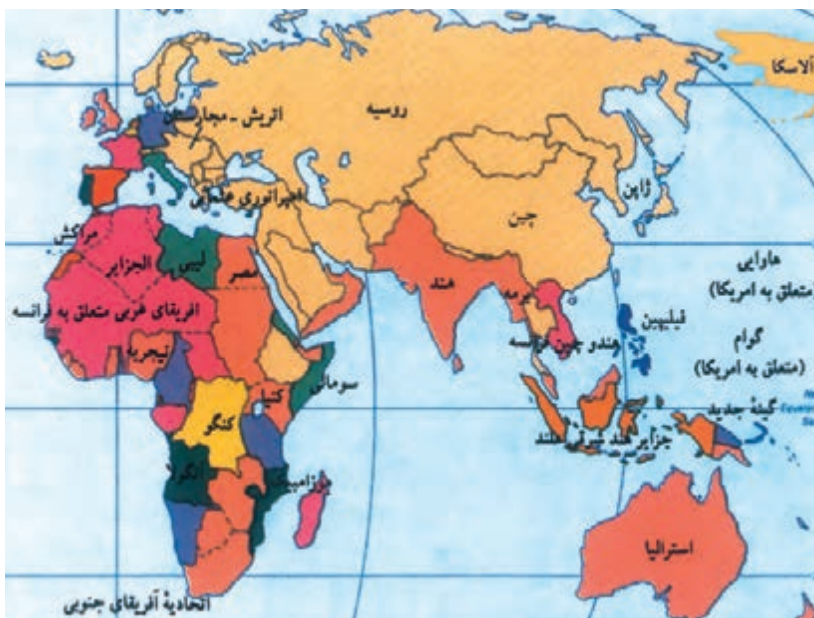 آلاسکا
روسیه
اتریش ـ مجارستان
امپراتوری عثمانی
ژاپن
چین
مراکش
الجزایر
لیبی
مصر
هند
برمه
هاوایی
(متعلق به امریکا)
فیلیپین
گوام
(متعلق به امریکا)
افریقای غربی متعلق به فرانسه
نیجریه
سومالی
هندوچین فرانسه
کنیا
کنگو
گینهٔ جدید
جزایر هند شرقی هلند
آنگولا
موزامبیک
استرالیا
اتحادیهٔ آفریقای جنوبی